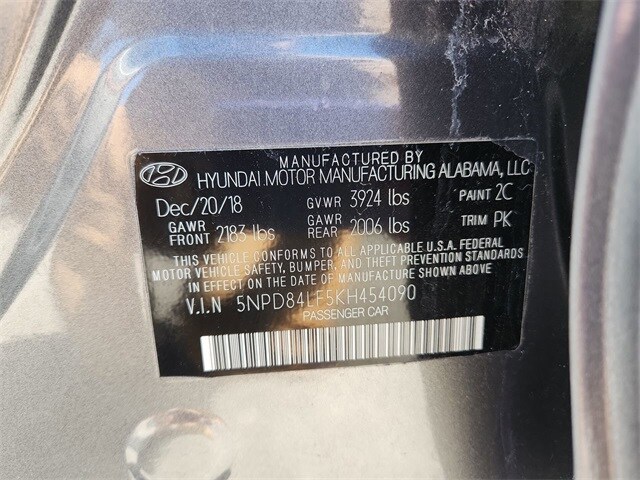 MANUFACTURED BY
HYUNDAI MOTOR MANUFACTURING ALABAMA, LLC
Dec/20/18 GVWR 3924 lbs PAINT 2C
GAWR FRONT 2183 lbs GAWR REAR 2006 lbs TRIM PK
THIS VEHICLE CONFORMS TO ALL APPLICABLE U.S.A. FEDERAL
MOTOR VEHICLE SAFETY, BUMPER, AND THEFT PREVENTION STANDARDS
IN EFFECT ON THE DATE OF MANUFACTURE SHOWN ABOVE.
V.I.N 5NPD84LF5KH454090
PASSENGER CAR